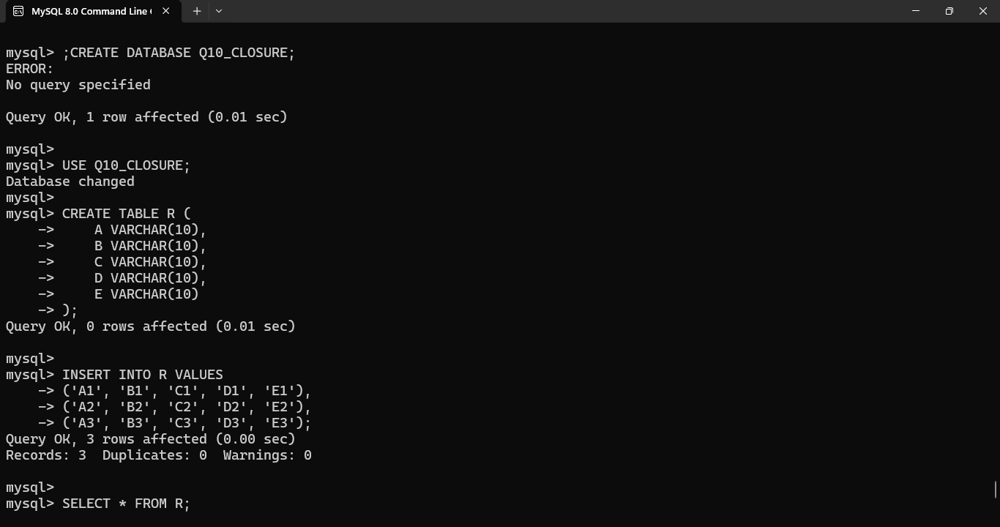 MySQL 8.0 Command Line
mysql> ;CREATE DATABASE Q10_CLOSURE;
ERROR:
No query specified
Query OK, 1 row affected (0.01 sec)
mysql>
mysql> USE Q10_CLOSURE;
Database changed
mysql>
mysql> CREATE TABLE R (
    ->     A VARCHAR(10),
    ->     B VARCHAR(10),
    ->     C VARCHAR(10),
    ->     D VARCHAR(10),
    ->     E VARCHAR(10)
    -> );
Query OK, 0 rows affected (0.01 sec)
mysql>
mysql> INSERT INTO R VALUES
    -> ('A1', 'B1', 'C1', 'D1', 'E1'),
    -> ('A2', 'B2', 'C2', 'D2', 'E2'),
    -> ('A3', 'B3', 'C3', 'D3', 'E3');
Query OK, 3 rows affected (0.00 sec)
Records: 3  Duplicates: 0  Warnings: 0
mysql>
mysql> SELECT * FROM R;